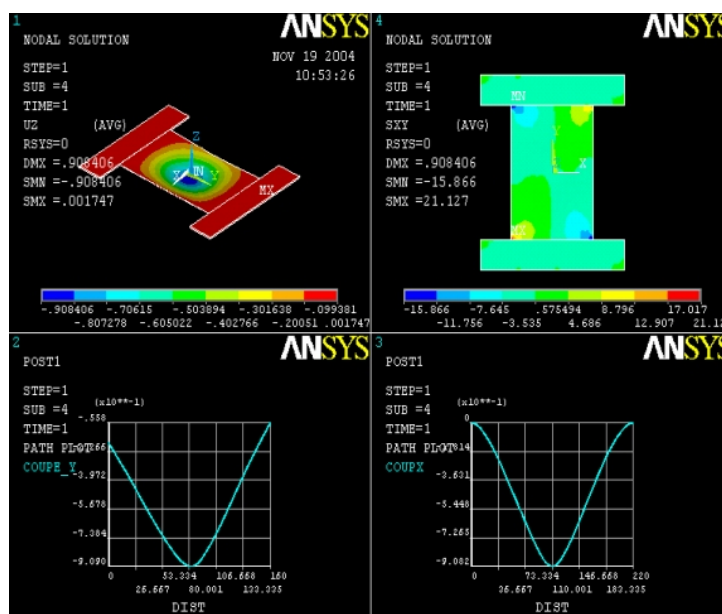 1
ANSYS
NODAL SOLUTION
NOV 19 2004
10:53:26
STEP=1
SUB =4
TIME=1
UZ (AVG)
RSYS=0
DMX=.908406
SMN=-.908406
SMX=.001747
Z
X
Y
MX
-.908406 -.70615 -.503894 -.301638 -.099381
-.807278 -.605022 -.402766 -.20051 .001747
4
ANSYS
NODAL SOLUTION
STEP=1
SUB =4
TIME=1
SXY (AVG)
RSYS=0
DMX=.908406
SMN=-15.866
SMX=21.127
MN
Y
X
MX
-15.866 -7.645 .575494 8.796 17.017
-11.756 -3.535 4.686 12.907
2
ANSYS
POST1
STEP=1
SUB =4
TIME=1
PATH PLOT
COUPE_Y
(x10**-1)
-.558
-3.972
-5.678
-7.384
-9.090
0 53.334 106.668 160
26.667 80.001 133.335
DIST
3
ANSYS
POST1
STEP=1
SUB =4
TIME=1
PATH PLOT
COUPX
(x10**-1)
0
-3.631
-5.448
-7.265
-9.082
0 73.334 146.668 220
36.667 110.001 183.335
DIST